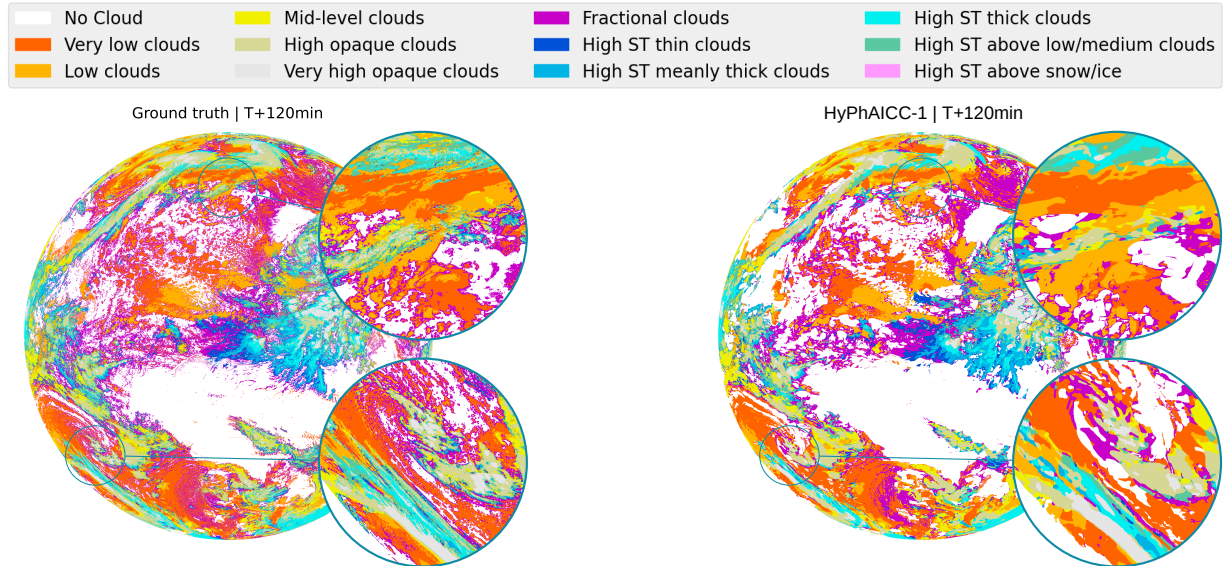 No Cloud
Very low clouds
Low clouds
Mid-level clouds
High opaque clouds
Very high opaque clouds
Fractional clouds
High ST thin clouds
High ST meanly thick clouds
High ST thick clouds
High ST above low/medium clouds
High ST above snow/ice
Ground truth | T+120min
HyPhAICC-1 | T+120min